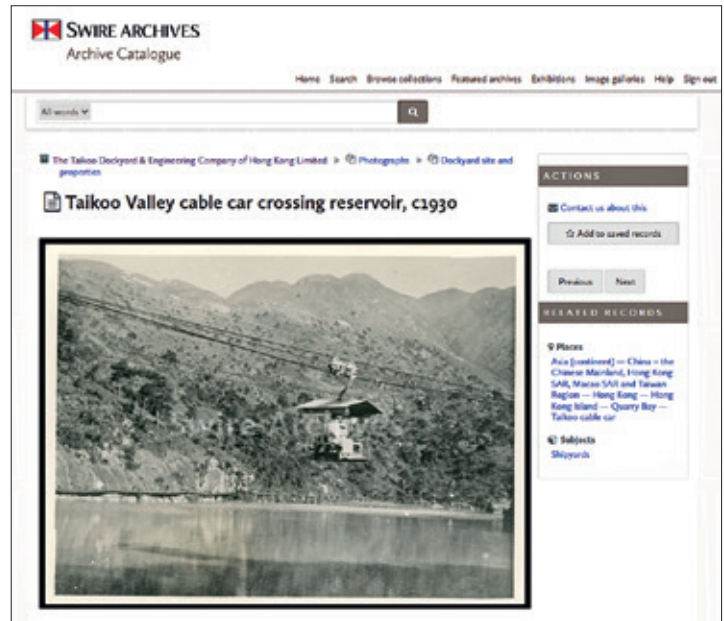 SWIRE ARCHIVES
Archive Catalogue
Home Search Browse collections Featured archives Exhibitions Image galleries Help Sign out
All words
The Taikoo Dockyard & Engineering Company of Hong Kong Limited » Photographs » Dockyard site and
properties
Taikoo Valley cable car crossing reservoir, c1930
Swire Archives
ACTIONS
Contact us about this
Add to saved records
Previous Next
RELATED RECORDS
Places
Asia (continent) — China – the
Chinese Mainland, Hong Kong
SAR, Macao SAR and Taiwan
Region — Hong Kong — Hong
Kong Island — Quarry Bay —
Taikoo cable car
Subjects
Shipyards